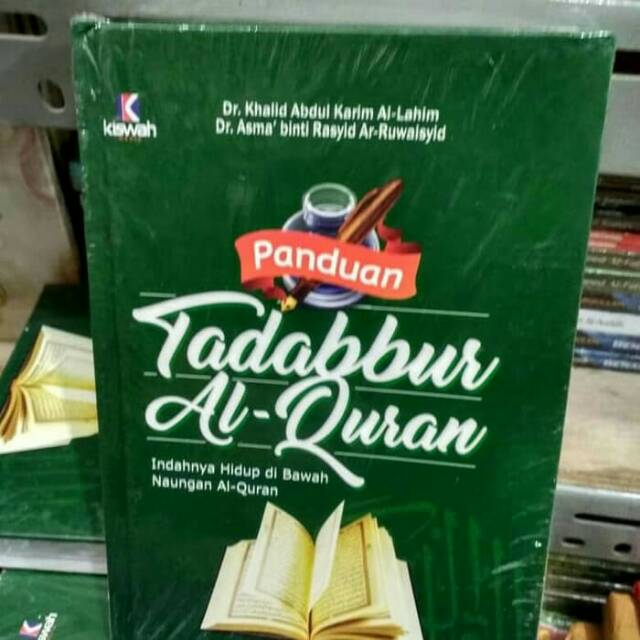 kiswah
Dr. Khalid Abdul Karim Al-Lahim
Dr. Asma' binti Rasyid Ar-Ruwaisyid
Panduan
Tadabbur
Al-Quran
Indahnya Hidup di Bawah
Naungan Al-Quran